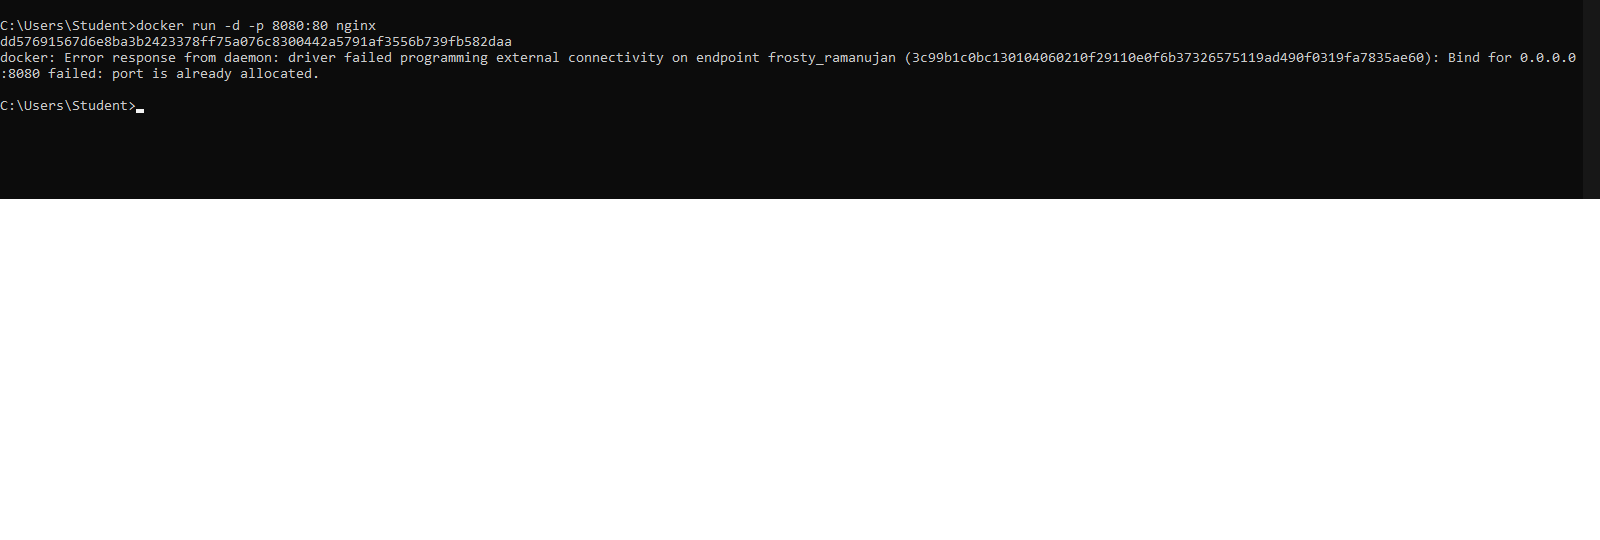 C:\Users\Student>docker run -d -p 8080:80 nginx
dd57691567d6e8ba3b2423378ff75a076c8300442a5791af3556b739fb582daa
docker: Error response from daemon: driver failed programming external connectivity on endpoint frosty_ramanujan (3c99b1c0bc130104060210f29110e0f6b37326575119ad490f0319fa7835ae60): Bind for 0.0.0.0
:8080 failed: port is already allocated.
C:\Users\Student>